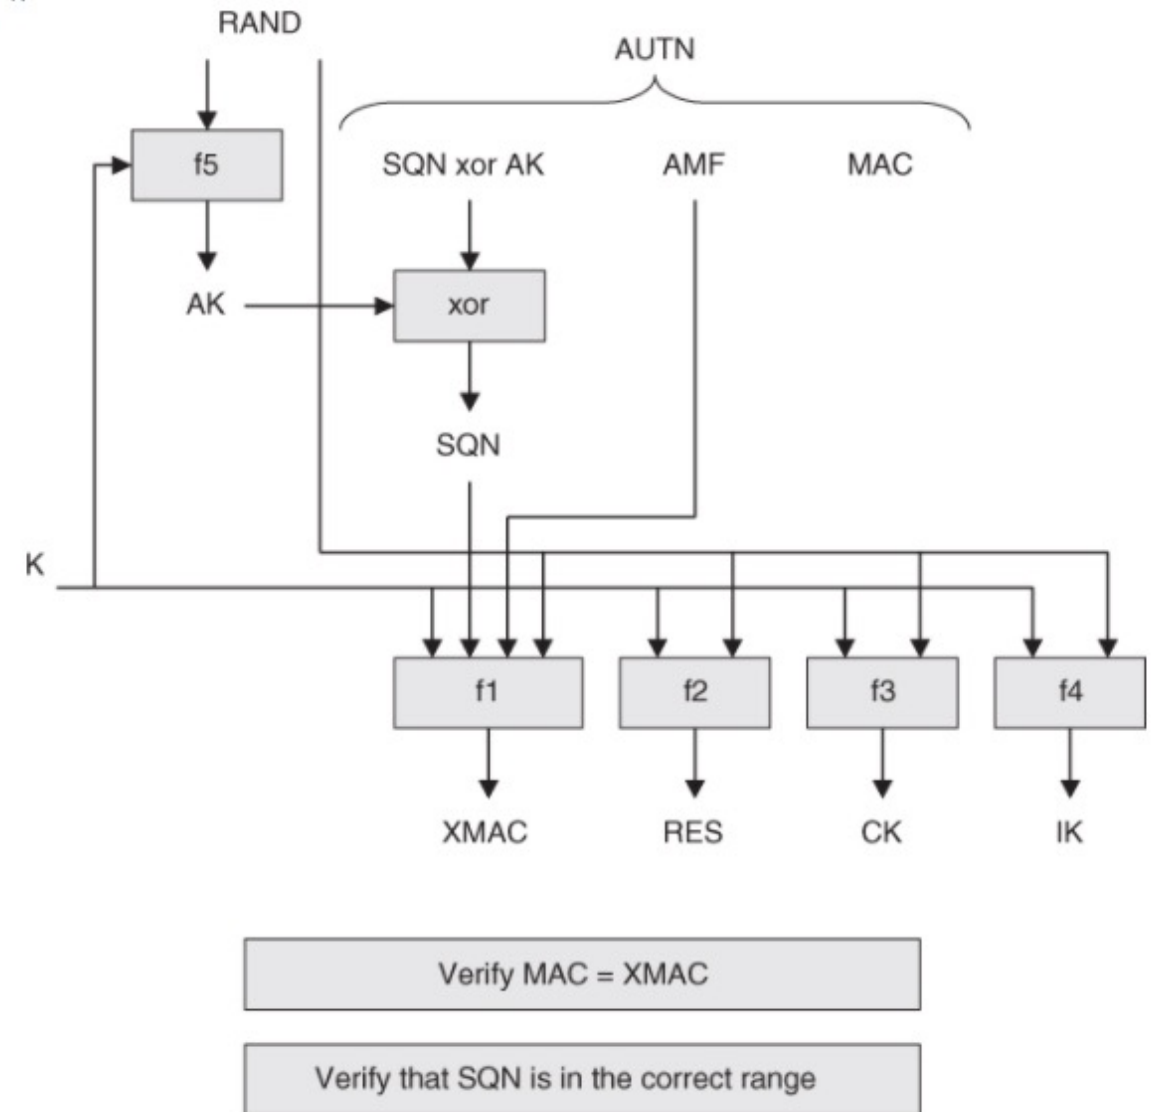 RAND
AUTN
f5
SQN xor AK
AMF
MAC
AK
xor
SQN
K
f1
f2
f3
f4
XMAC
RES
CK
IK
Verify MAC = XMAC
Verify that SQN is in the correct range